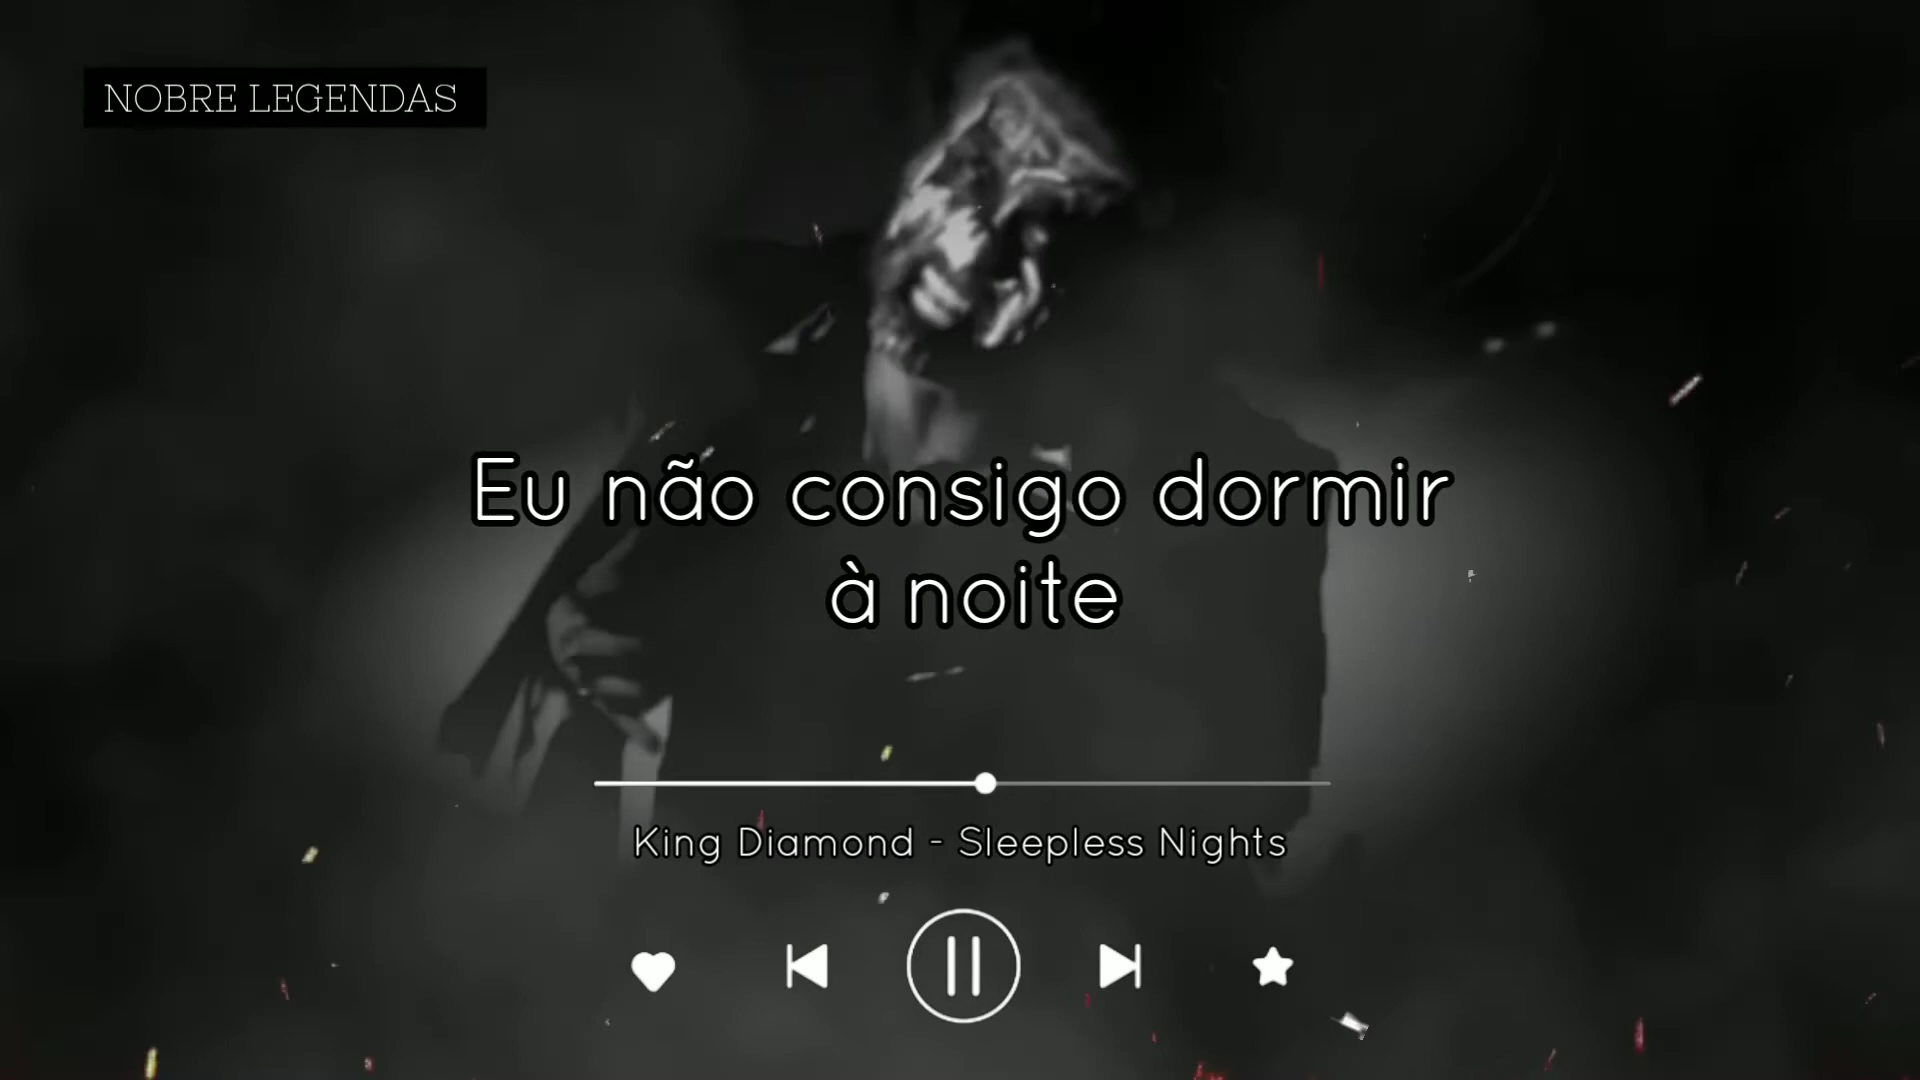 NOBRE LEGENDAS
Eu não consigo dormir
à noite
King Diamond - Sleepless Nights